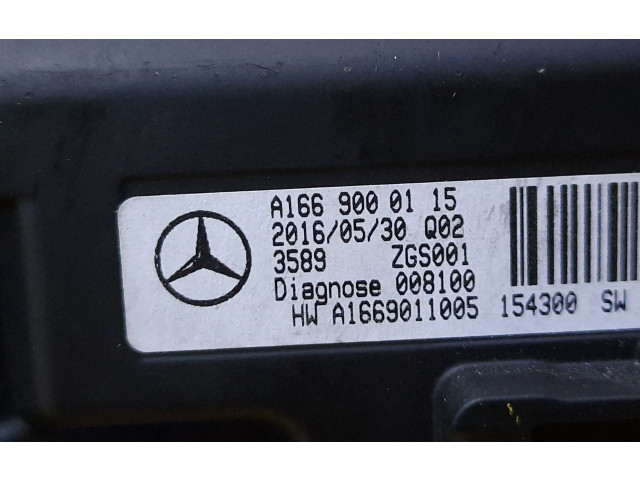 A166 900 01 15
2016/05/30 Q02
3589 ZGS001
Diagnose 008100
HW A1669011005 154300 SW